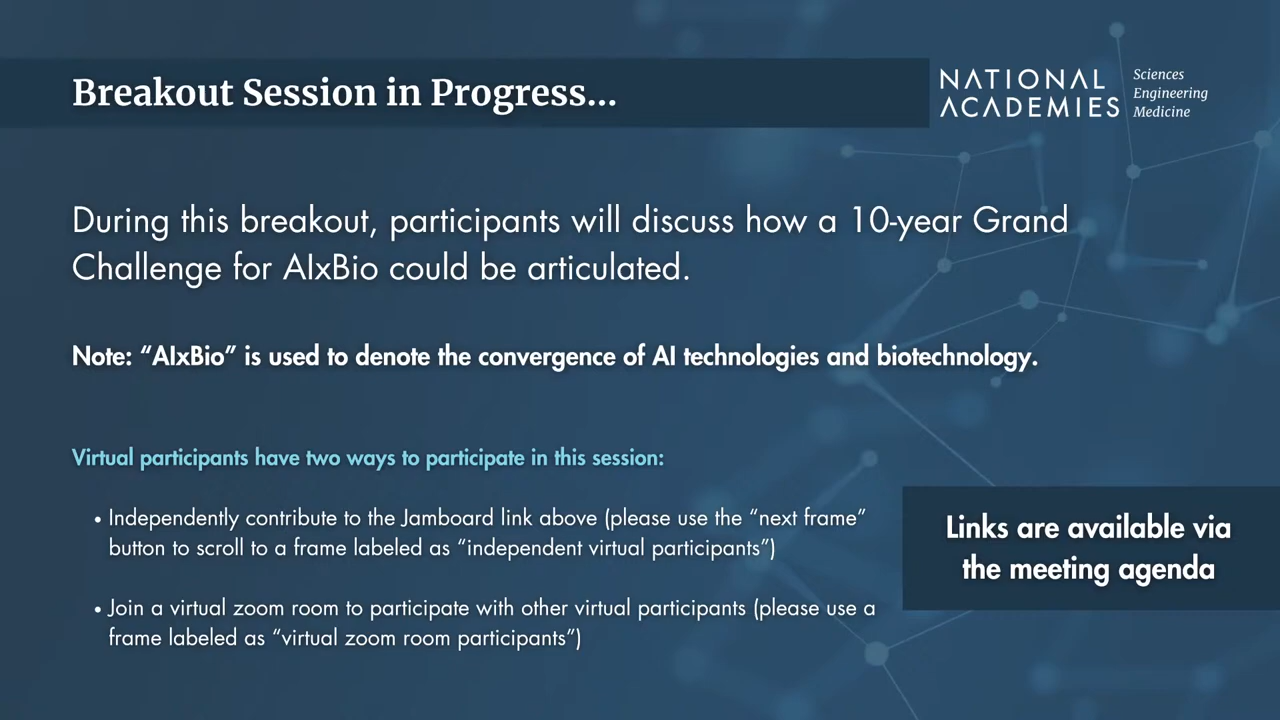 Breakout Session in Progress...
NATIONAL
ACADEMIES
Sciences
Engineering
Medicine
During this breakout, participants will discuss how a 10-year Grand
Challenge for AIxBio could be articulated.
Note: “AIxBio” is used to denote the convergence of AI technologies and biotechnology.
Virtual participants have two ways to participate in this session:
• Independently contribute to the Jamboard link above (please use the “next frame”
button to scroll to a frame labeled as “independent virtual participants”)
• Join a virtual zoom room to participate with other virtual participants (please use a
frame labeled as “virtual zoom room participants”)
Links are available via
the meeting agenda